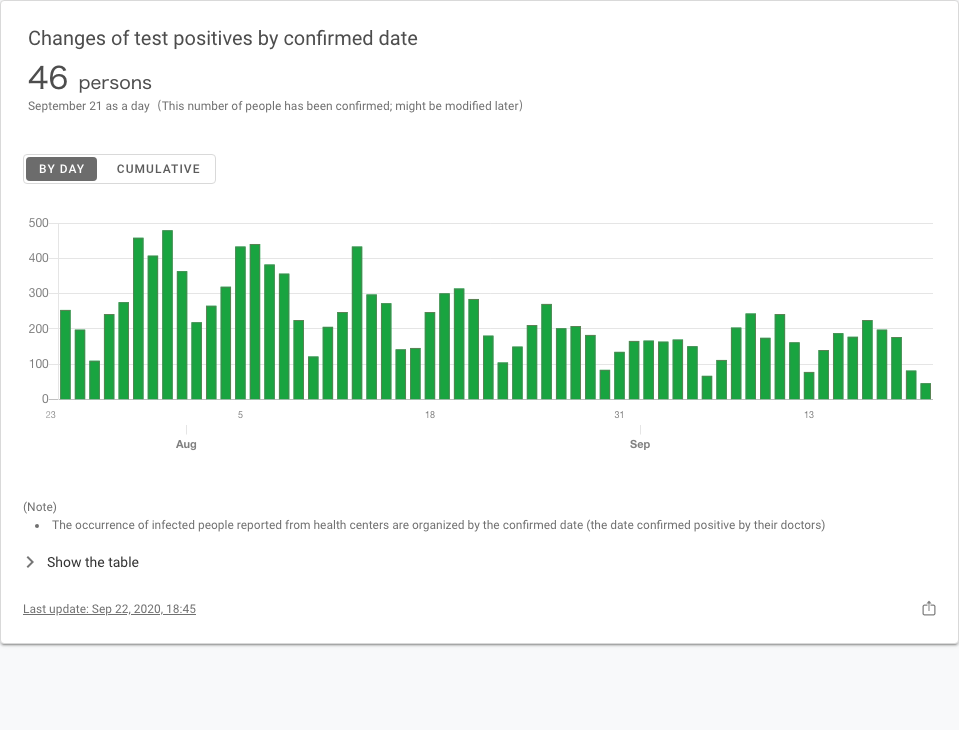 Changes of test positives by confirmed date
46 persons
September 21 as a day（This number of people has been confirmed; might be modified later）
BY DAY CUMULATIVE
500
400
300
200
100
0
23 5 18 31 13
Aug Sep
(Note)
• The occurrence of infected people reported from health centers are organized by the confirmed date (the date confirmed positive by their doctors)
Show the table
Last update: Sep 22, 2020, 18:45